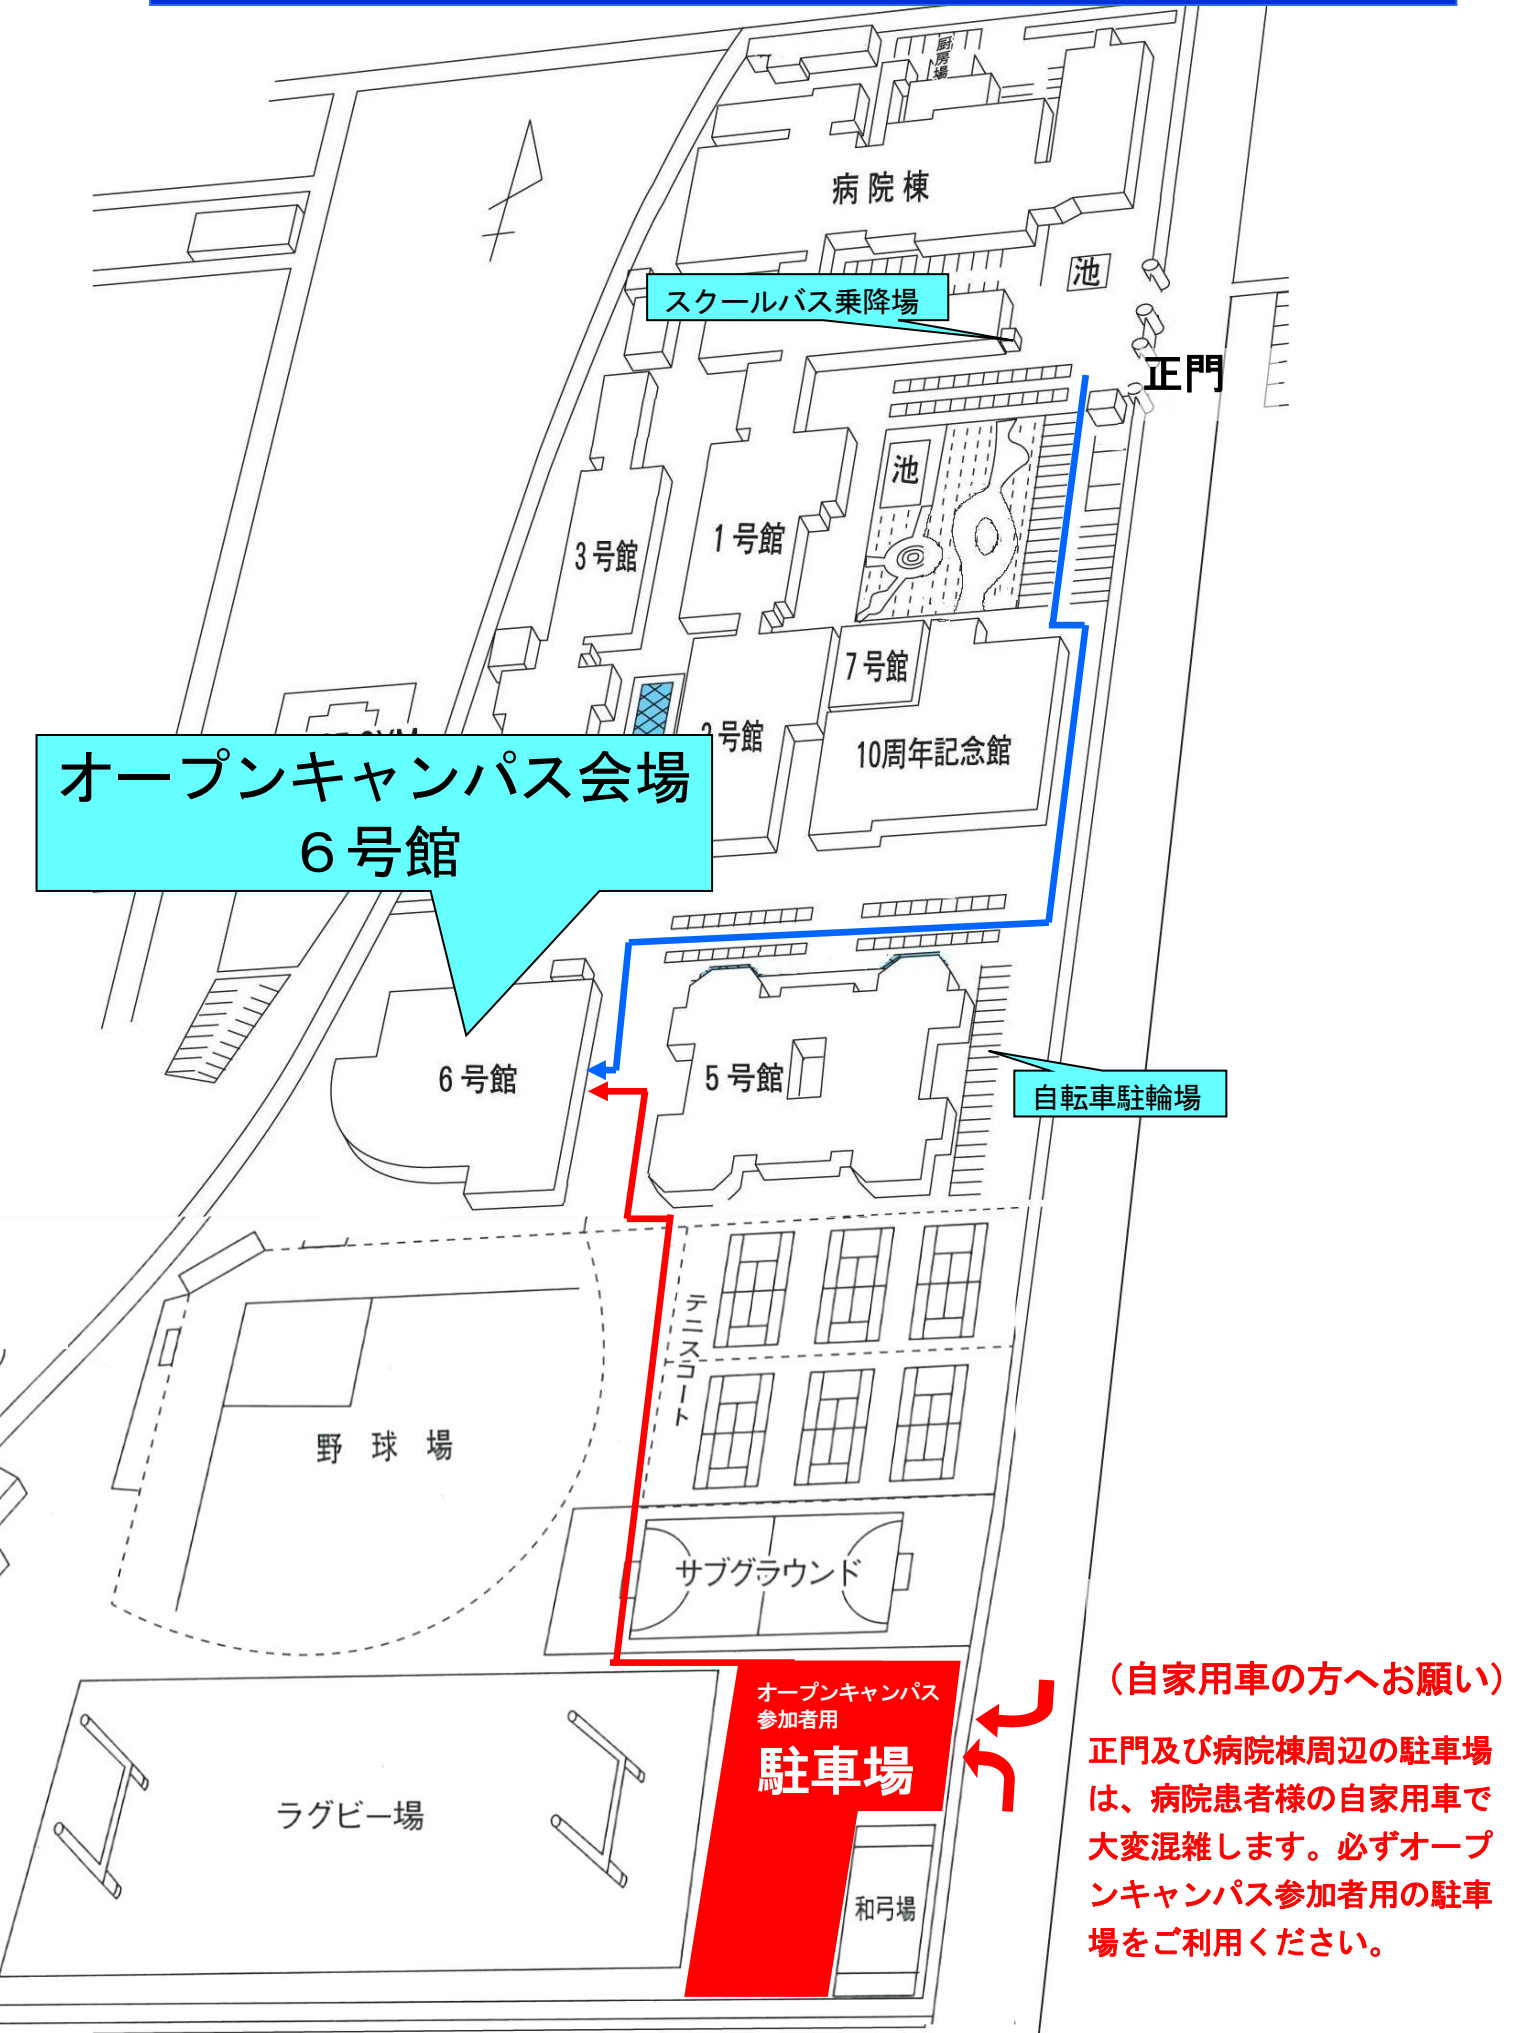 厨房場
病院棟
池
スクールバス乗降場
正門
池
1号館
3号館
7号館
号館
10周年記念館
オープンキャンパス会場
６号館
6号館
5号館
自転車駐輪場
テニスコート
野球場
サブグラウンド
オープンキャンパス
参加者用
駐車場
（自家用車の方へお願い）
正門及び病院棟周辺の駐車場
は、病院患者様の自家用車で
大変混雑します。必ずオープ
ンキャンパス参加者用の駐車
場をご利用ください。
ラグビー場
和弓場